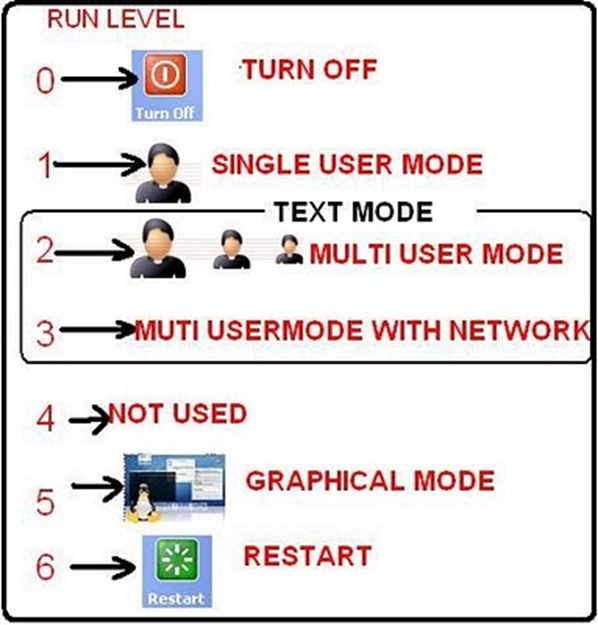 RUN LEVEL
0 TURN OFF
Turn Off
1 SINGLE USER MODE
TEXT MODE
2 MULTI USER MODE
3 MUTI USERMODE WITH NETWORK
4 NOT USED
5 GRAPHICAL MODE
6 RESTART
Restart